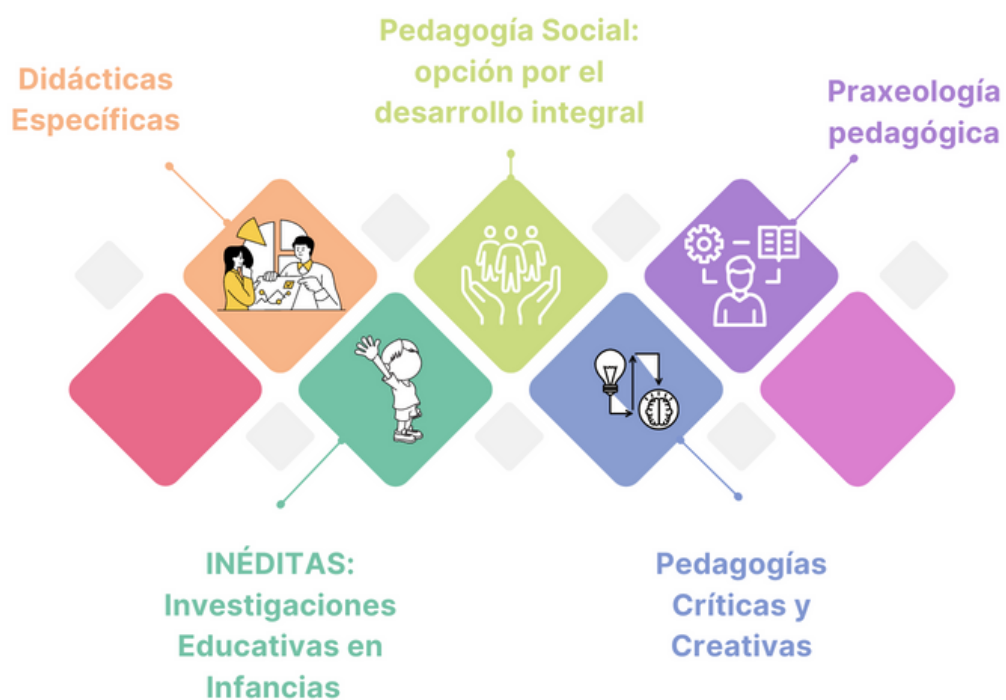 Didácticas
Específicas
Pedagogía Social:
opción por el
desarrollo integral
Praxeología
pedagógica
INÉDITAS:
Investigaciones
Educativas en
Infancias
Pedagogías
Críticas y
Creativas